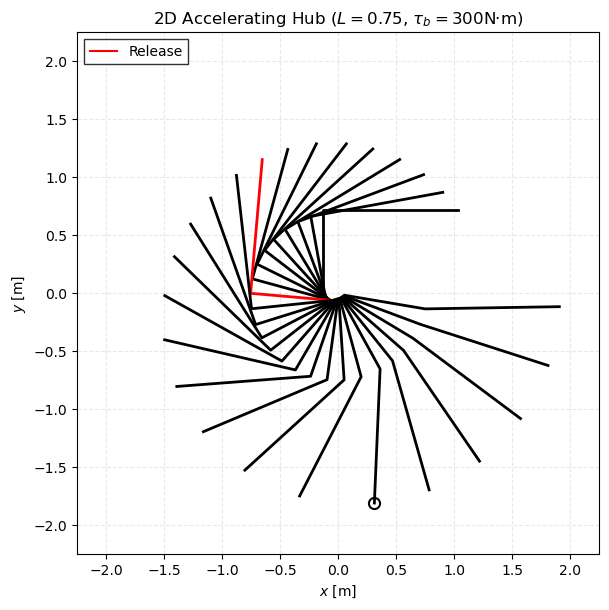 2D Accelerating Hub (L = 0.75, τ_b = 300N·m)
Release
2.0
1.5
1.0
0.5
0.0
−0.5
−1.0
−1.5
−2.0
y [m]
−2.0 −1.5 −1.0 −0.5 0.0 0.5 1.0 1.5 2.0
x [m]